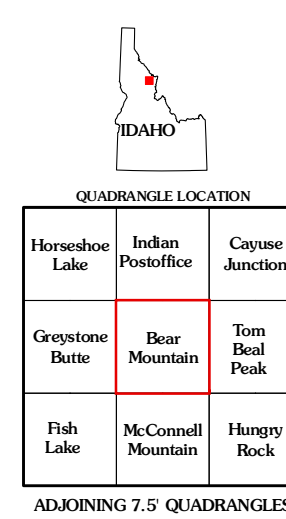 IDAHO
QUADRANGLE LOCATION
Horseshoe Lake
Indian Postoffice
Cayuse Junction
Greystone Butte
Bear Mountain
Tom Beal Peak
Fish Lake
McConnell Mountain
Hungry Rock
ADJOINING 7.5' QUADRANGLES